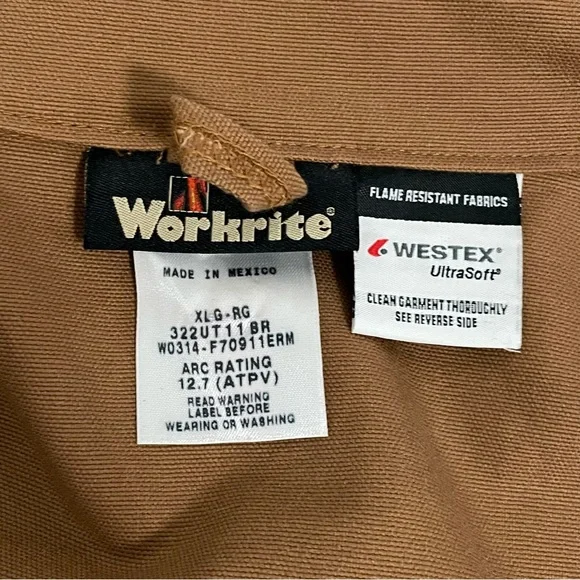 Workrite®
MADE IN MEXICO
XLG-RG
322UT11BR
W0314-F70911ERM
ARC RATING
12.7 (ATPV)
READ WARNING
LABEL BEFORE
WEARING OR WASHING
FLAME RESISTANT FABRICS
WESTEX®
UltraSoft®
CLEAN GARMENT THOROUGHLY
SEE REVERSE SIDE